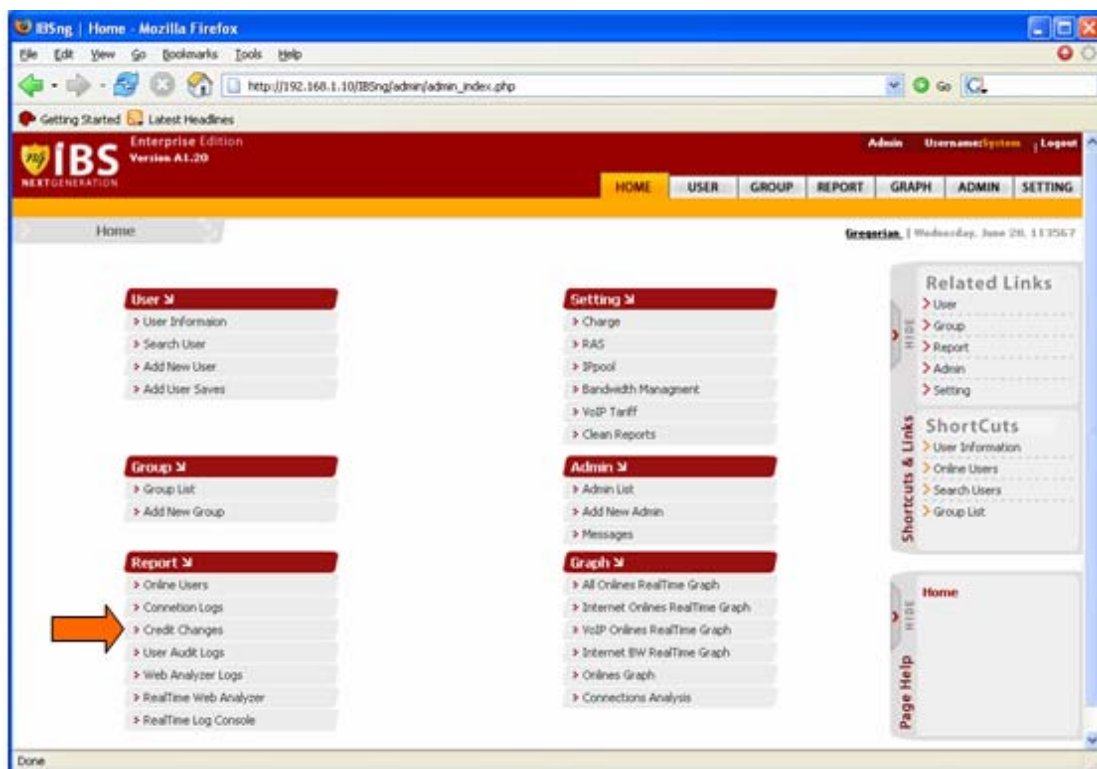 IBSng | Home - Mozilla Firefox
File Edit View Go Bookmarks Tools Help
http://192.168.1.10/IBSng/admin/admin_index.php
Go
Getting Started Latest Headlines
ng IBS
NEXTGENERATION
Enterprise Edition
Version A1.20
Admin Username:System | Logout
HOME USER GROUP REPORT GRAPH ADMIN SETTING
Home
Gregorian | Wednesday, June 28, 113567
User
User Informaion
Search User
Add New User
Add User Saves
Group
Group List
Add New Group
Report
Online Users
Connetion Logs
Credit Changes
User Audit Logs
Web Analyzer Logs
RealTime Web Analyzer
RealTime Log Console
Setting
Charge
RAS
IPpool
Bandwidth Managment
VoIP Tariff
Clean Reports
Admin
Admin List
Add New Admin
Messages
Graph
All Onlines RealTime Graph
Internet Onlines RealTime Graph
VoIP Onlines RealTime Graph
Internet BW RealTime Graph
Onlines Graph
Connections Analysis
HIDE
Shortcuts & Links
Related Links
User
Group
Report
Admin
Setting
ShortCuts
User Information
Online Users
Search Users
Group List
HIDE
Page Help
Home
Done